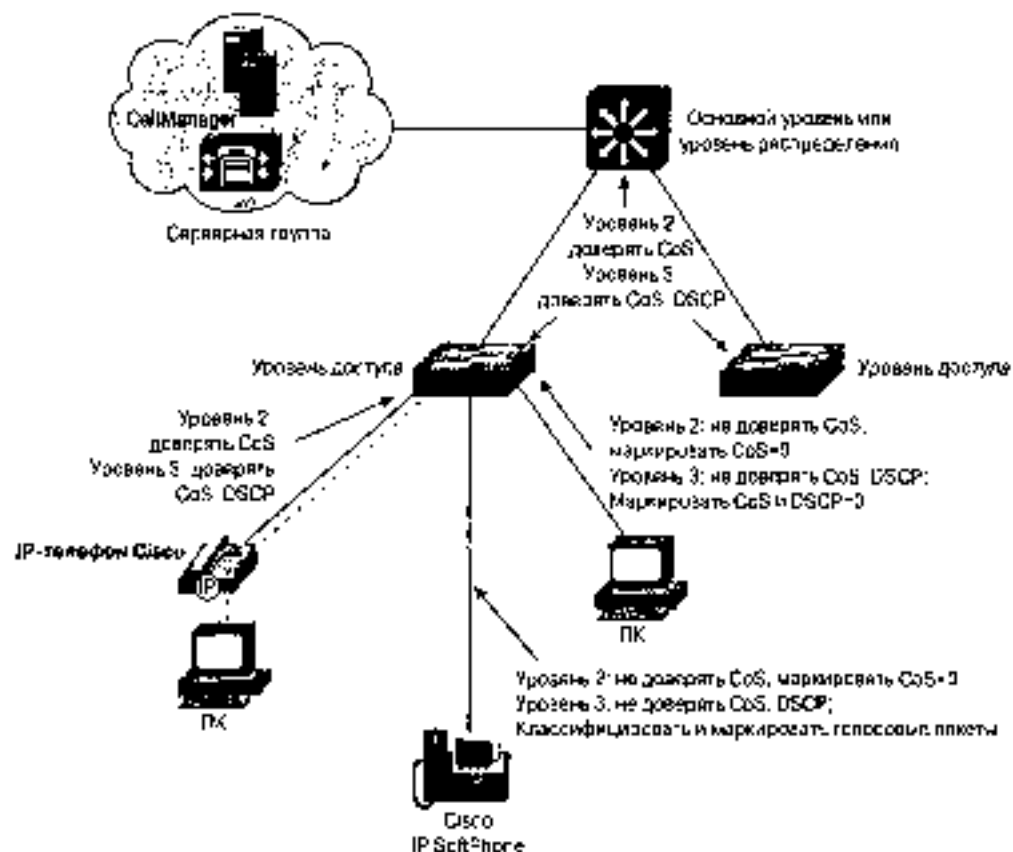 CallManager
Серверная группа
Основной уровень или
уровень распределения
Уровень 2
доверять CoS
Уровень 3
доверять CoS, DSCP
Уровень доступа
Уровень доступа
Уровень 2
доверять CoS
Уровень 3: доверять
CoS, DSCP
Уровень 2: не доверять CoS,
маркировать CoS=0
Уровень 3: не доверять CoS, DSCP;
Маркировать CoS и DSCP=0
IP-телефон Cisco
IP
ПК
ПК
Уровень 2: не доверять CoS, маркировать CoS=0
Уровень 3: не доверять CoS, DSCP;
Классифицировать и маркировать голосовые пакеты
Cisco
IP SoftPhone